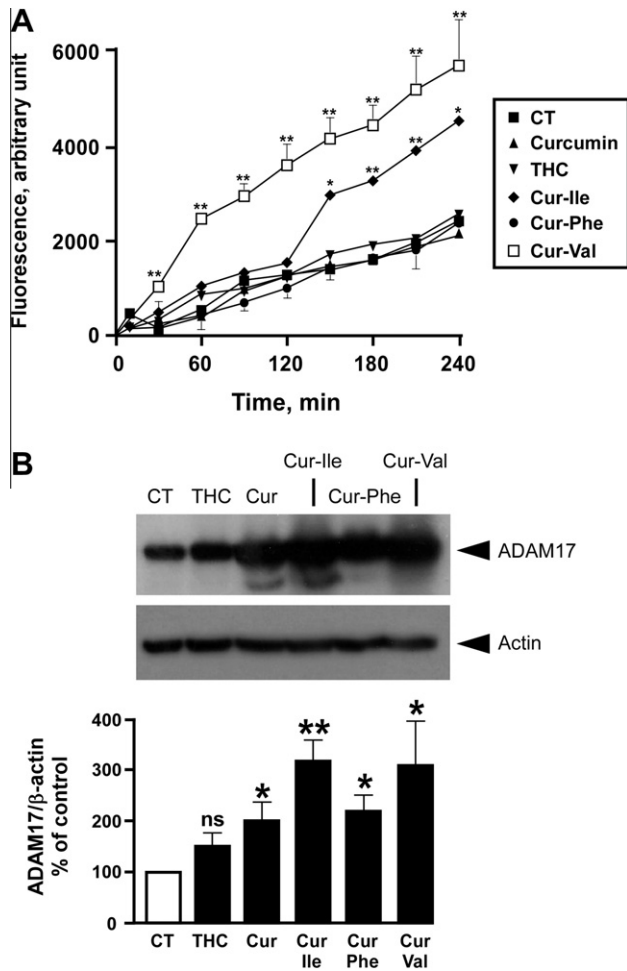 A
Fluorescence, arbitrary unit
6000
4000
2000
0
** ** ** ** ** ** ** ** **
* ** ** *
0 60 120 180 240
Time, min
CT
Curcumin
THC
Cur-Ile
Cur-Phe
Cur-Val
B
Cur-Ile Cur-Val
CT THC Cur Cur-Phe
ADAM17
Actin
ADAM17/β-actin
% of control
400
300
200
100
0
ns * ** * *
CT THC Cur Cur Cur Cur
Ile Phe Val